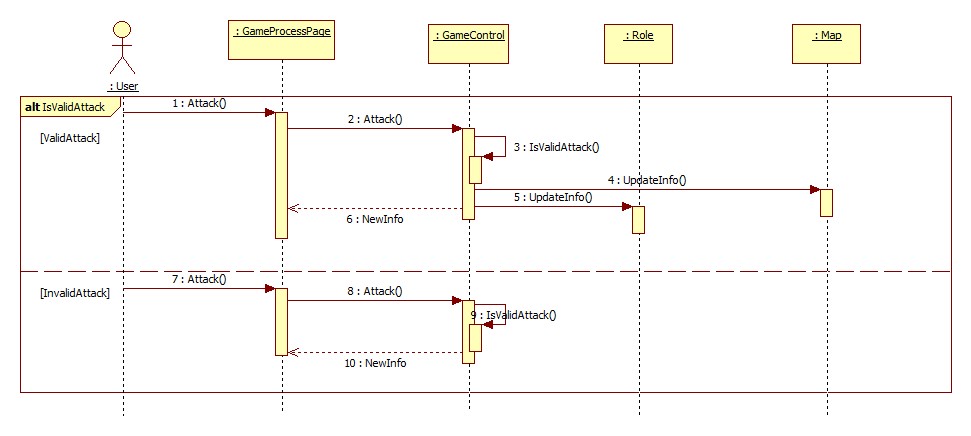 : GameProcessPage
: GameControl
: Role
: Map
: User
alt IsValidAttack
1 : Attack()
2 : Attack()
[ValidAttack]
3 : IsValidAttack()
4 : UpdateInfo()
5 : UpdateInfo()
6 : NewInfo
7 : Attack()
[InvalidAttack]
8 : Attack()
9 : IsValidAttack()
10 : NewInfo